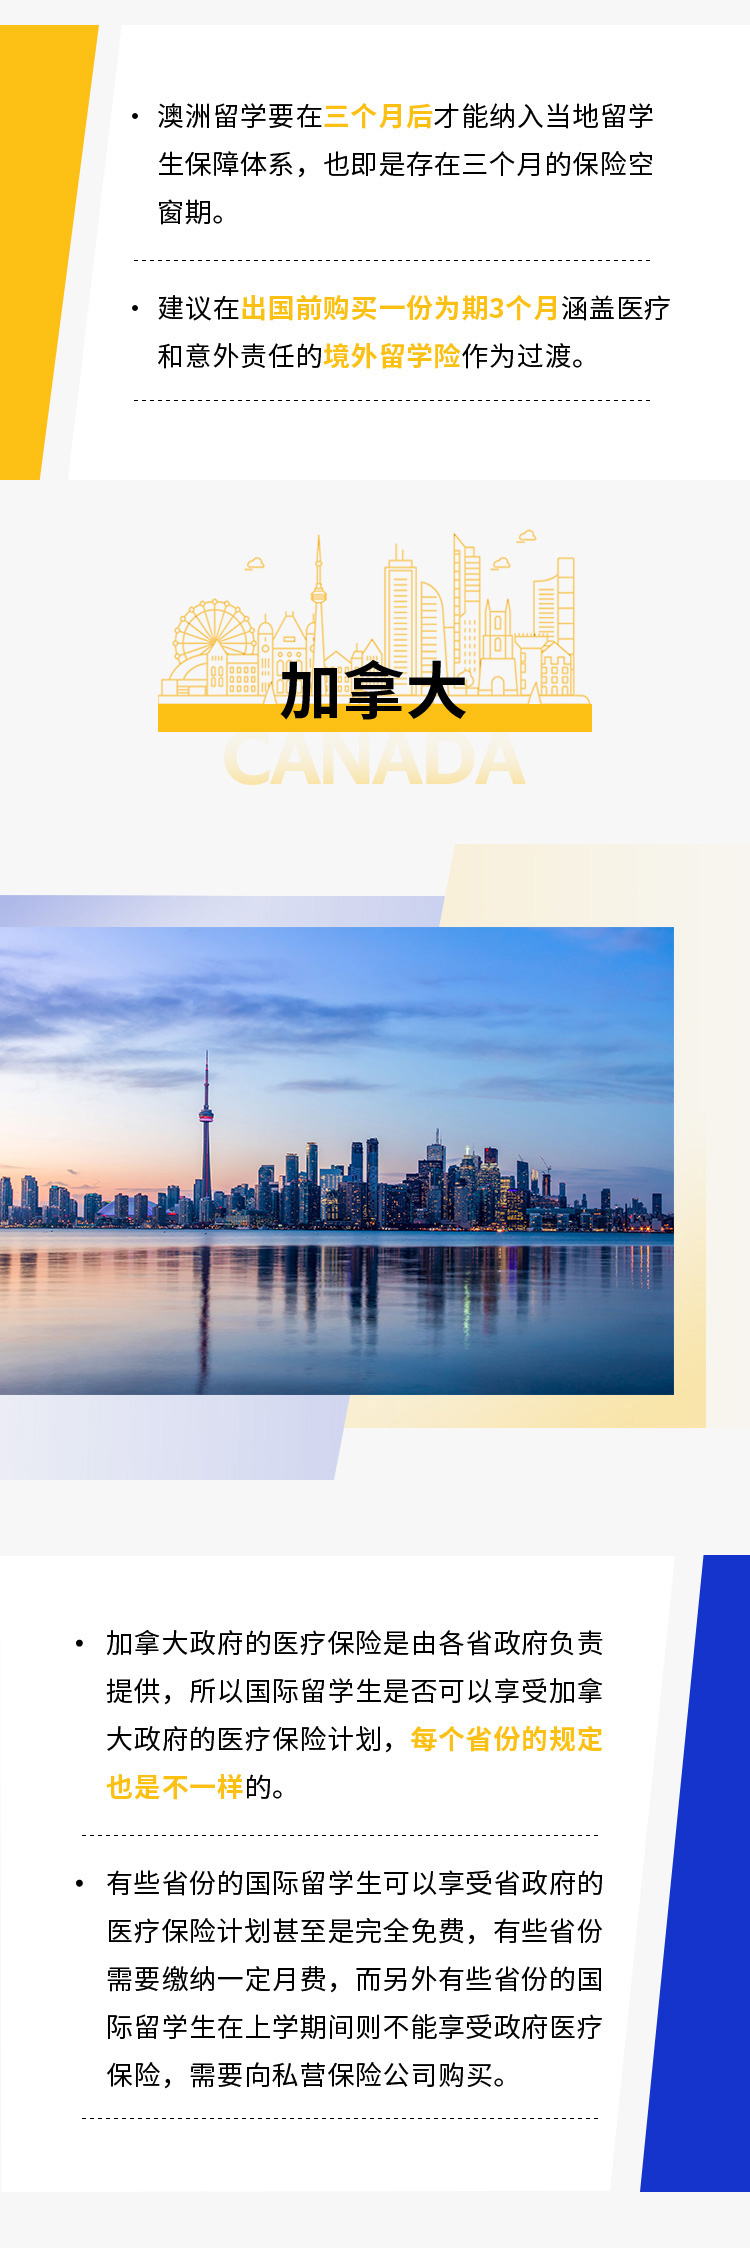 • 澳洲留学要在三个月后才能纳入当地留学
生保障体系，也即是存在三个月的保险空
窗期。
• 建议在出国前购买一份为期3个月涵盖医疗
和意外责任的境外留学险作为过渡。
加拿大
CANADA
• 加拿大政府的医疗保险是由各省政府负责
提供，所以国际留学生是否可以享受加拿
大政府的医疗保险计划，每个省份的规定
也是不一样的。
• 有些省份的国际留学生可以享受省政府的
医疗保险计划甚至是完全免费，有些省份
需要缴纳一定月费，而另外有些省份的国
际留学生在上学期间则不能享受政府医疗
保险，需要向私营保险公司购买。